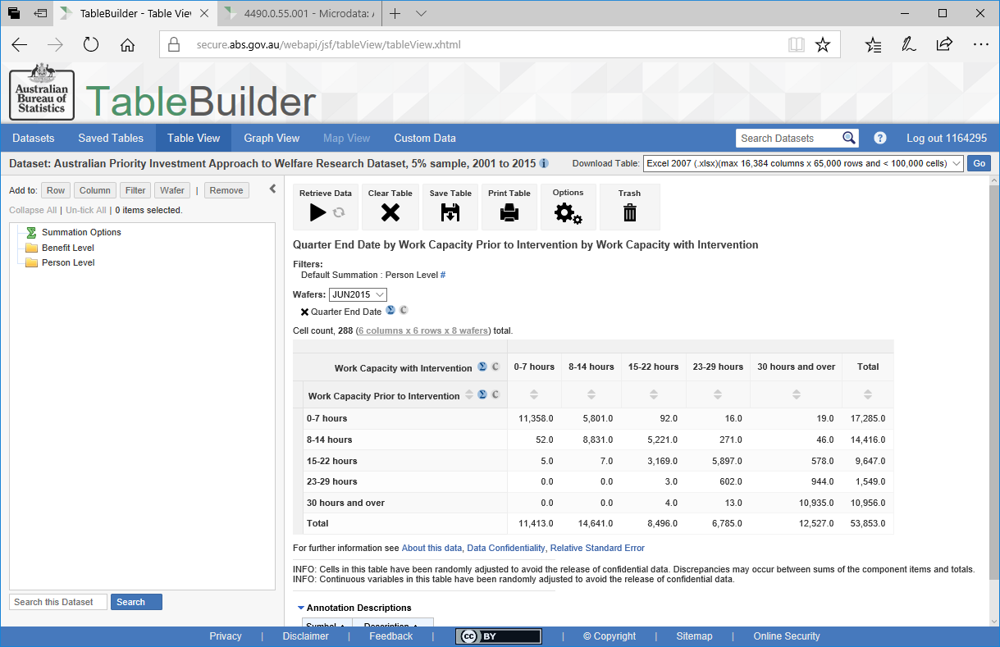 TableBuilder - Table Viev
4490.0.55.001 - Microdata: A
secure.abs.gov.au/webapi/jsf/tableView/tableView.xhtml
Australian
Bureau of
Statistics
TableBuilder
Datasets Saved Tables Table View Graph View Map View Custom Data Search Datasets ? Log out 1164295
Dataset: Australian Priority Investment Approach to Welfare Research Dataset, 5% sample, 2001 to 2015 i Download Table: Excel 2007 (.xlsx)(max 16,384 columns x 65,000 rows and < 100,000 cells) Go
Add to: Row Column Filter Wafer | Remove
Collapse All | Un-tick All | 0 items selected.
Σ Summation Options
Benefit Level
Person Level
Search this Dataset Search
Retrieve Data Clear Table Save Table Print Table Options Trash
Quarter End Date by Work Capacity Prior to Intervention by Work Capacity with Intervention
Filters:
Default Summation : Person Level #
Wafers: JUN2015
Quarter End Date Σ C
Cell count, 288 (6 columns x 6 rows x 8 wafers) total.
Work Capacity with Intervention Σ C 0-7 hours 8-14 hours 15-22 hours 23-29 hours 30 hours and over Total
Work Capacity Prior to Intervention Σ C
0-7 hours 11,358.0 5,801.0 92.0 16.0 19.0 17,285.0
8-14 hours 52.0 8,831.0 5,221.0 271.0 46.0 14,416.0
15-22 hours 5.0 7.0 3,169.0 5,897.0 578.0 9,647.0
23-29 hours 0.0 0.0 3.0 602.0 944.0 1,549.0
30 hours and over 0.0 0.0 4.0 13.0 10,935.0 10,956.0
Total 11,413.0 14,641.0 8,496.0 6,785.0 12,527.0 53,853.0
For further information see About this data, Data Confidentiality, Relative Standard Error
INFO: Cells in this table have been randomly adjusted to avoid the release of confidential data. Discrepancies may occur between sums of the component items and totals.
INFO: Continuous variables in this table have been randomly adjusted to avoid the release of confidential data.
Annotation Descriptions
Symbol Description
Privacy | Disclaimer | Feedback | cc BY | © Copyright | Sitemap | Online Security